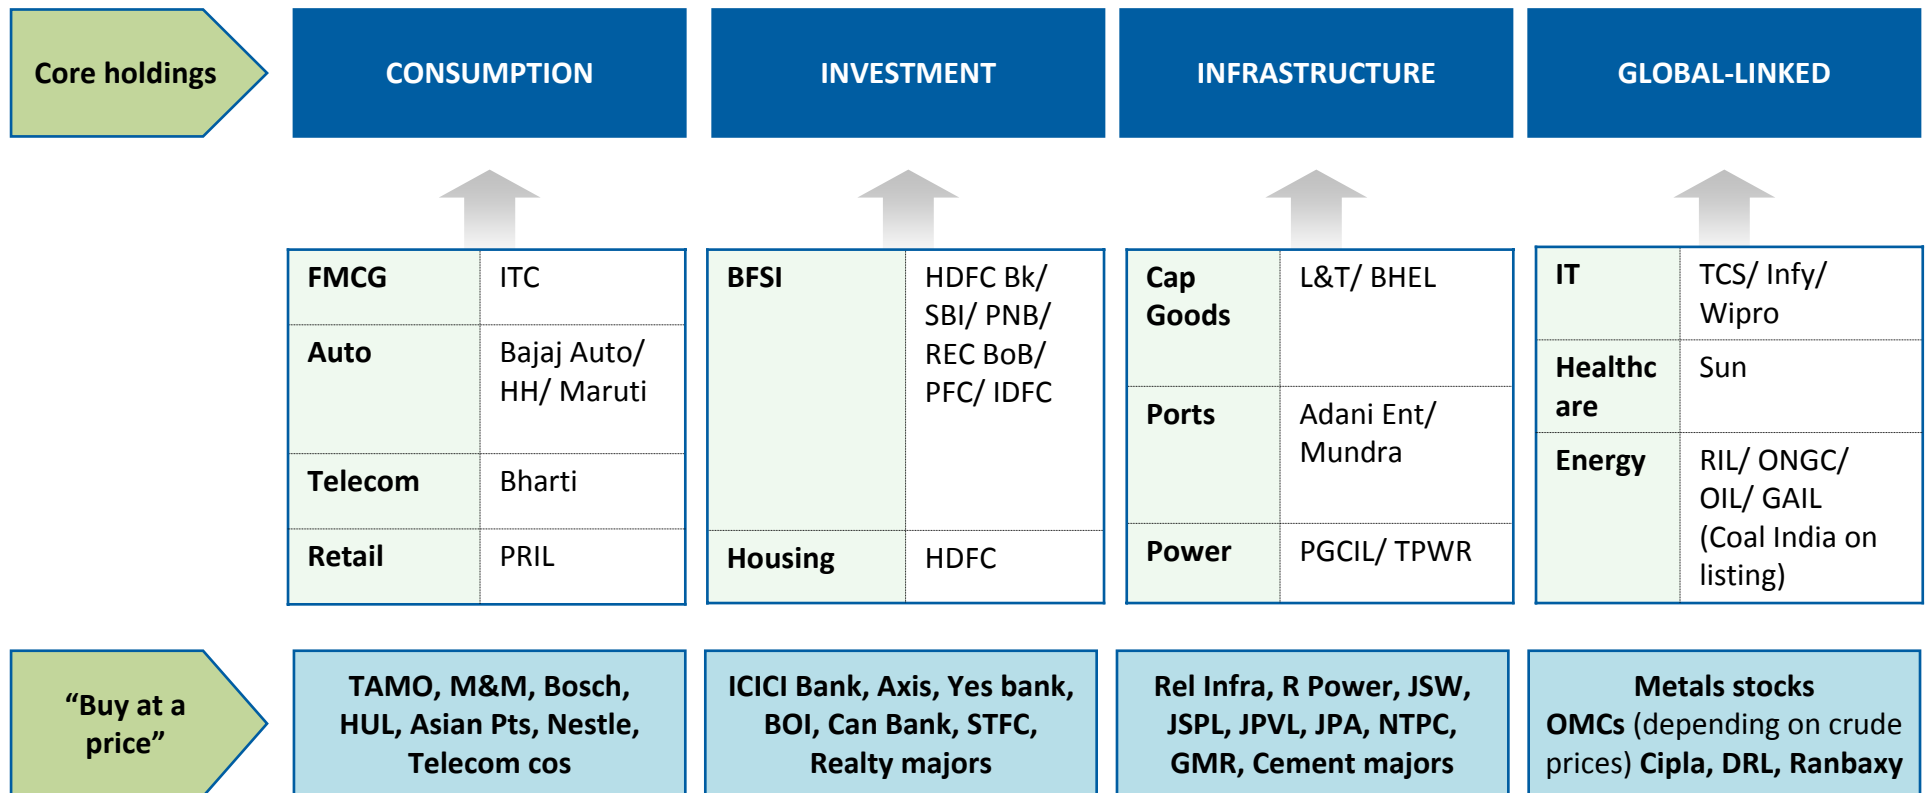 Core holdings
CONSUMPTION
INVESTMENT
INFRASTRUCTURE
GLOBAL-LINKED
FMCG
ITC
Auto
Bajaj Auto/
HH/ Maruti
Telecom
Bharti
Retail
PRIL
BFSI
HDFC Bk/
SBI/ PNB/
REC BoB/
PFC/ IDFC
Housing
HDFC
Cap
Goods
L&T/ BHEL
Ports
Adani Ent/
Mundra
Power
PGCIL/ TPWR
IT
TCS/ Infy/
Wipro
Healthc
are
Sun
Energy
RIL/ ONGC/
OIL/ GAIL
(Coal India on
listing)
“Buy at a
price”
TAMO, M&M, Bosch,
HUL, Asian Pts, Nestle,
Telecom cos
ICICI Bank, Axis, Yes bank,
BOI, Can Bank, STFC,
Realty majors
Rel Infra, R Power, JSW,
JSPL, JPVL, JPA, NTPC,
GMR, Cement majors
Metals stocks
OMCs (depending on crude
prices) Cipla, DRL, Ranbaxy